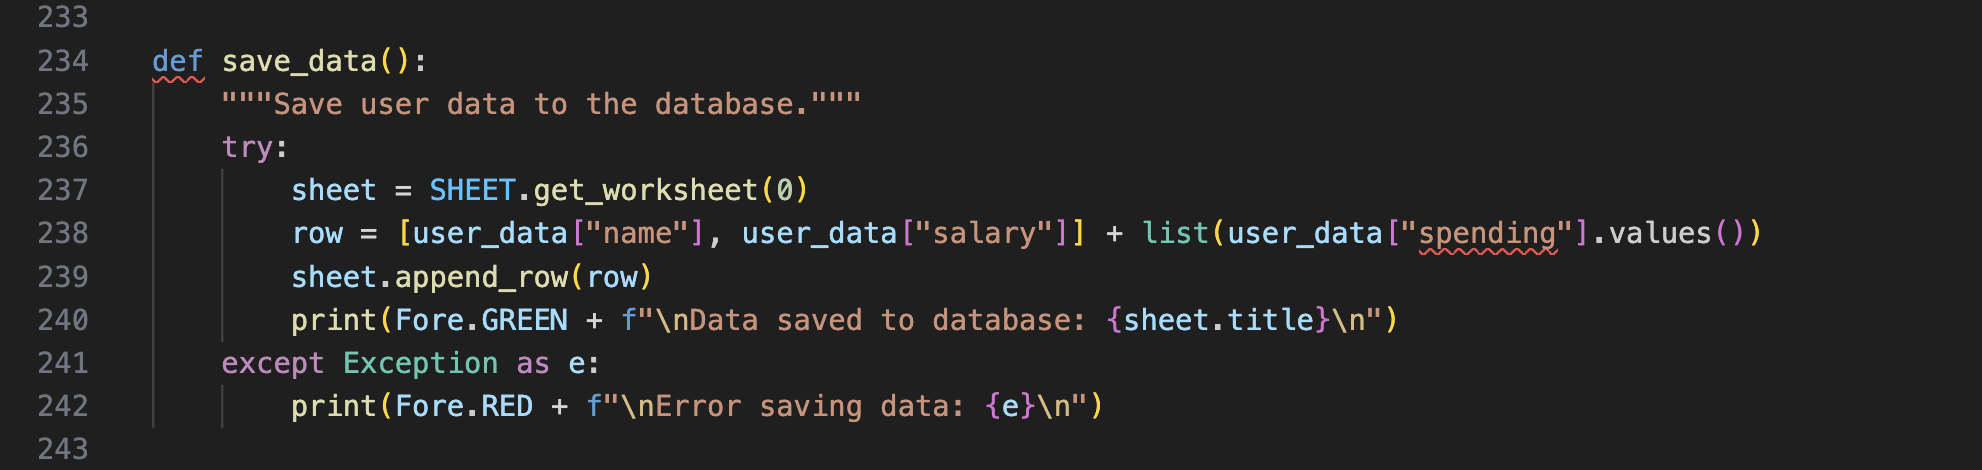 233
234 def save_data():
235     """Save user data to the database."""
236     try:
237         sheet = SHEET.get_worksheet(0)
238         row = [user_data["name"], user_data["salary"]] + list(user_data["spending"].values())
239         sheet.append_row(row)
240         print(Fore.GREEN + f"\nData saved to database: {sheet.title}\n")
241     except Exception as e:
242         print(Fore.RED + f"\nError saving data: {e}\n")
243